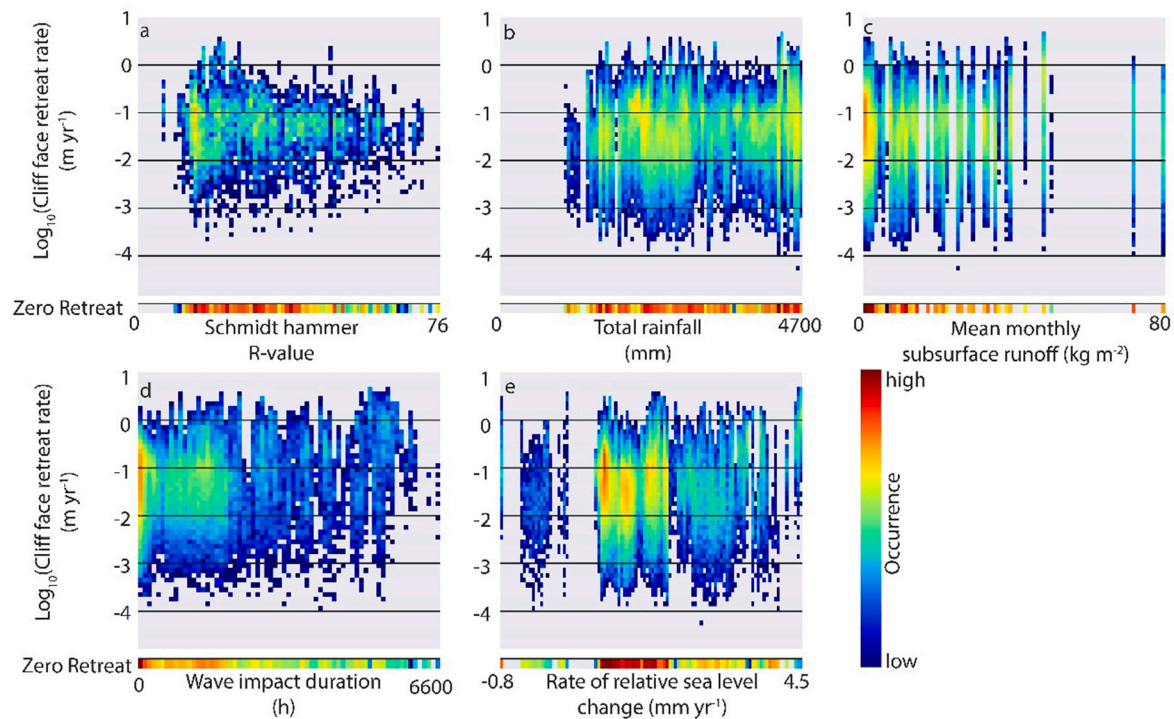 a
b
c
1
0
-1
-2
-3
-4
Log10(Cliff face retreat rate)
(m yr-1)
Zero Retreat
0
Schmidt hammer
76
R-value
0
Total rainfall
4700
(mm)
0
Mean monthly
80
subsurface runoff (kg m-2)
d
e
1
0
-1
-2
-3
-4
Log10(Cliff face retreat rate)
(m yr-1)
1
0
-1
-2
-3
-4
Zero Retreat
0
Wave impact duration
6600
(h)
-0.8
Rate of relative sea level
4.5
change (mm yr-1)
high
Occurrence
low
1
0
-1
-2
-3
-4
1
0
-1
-2
-3
-4